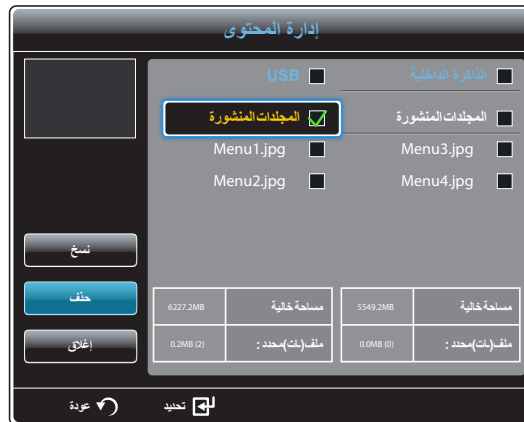 إدارة المحتوى
الذاكرة الداخلية USB
المجلدات المنشورة المجلدات المنشورة
Menu3.jpg Menu1.jpg
Menu4.jpg Menu2.jpg
نسخ
حذف
إغلاق
مساحة خالية 5549.2MB مساحة خالية 6227.2MB
ملف(ات)محدد : 0.0MB (0) ملف(ات)محدد : 0.2MB (2)
تحديد عودة